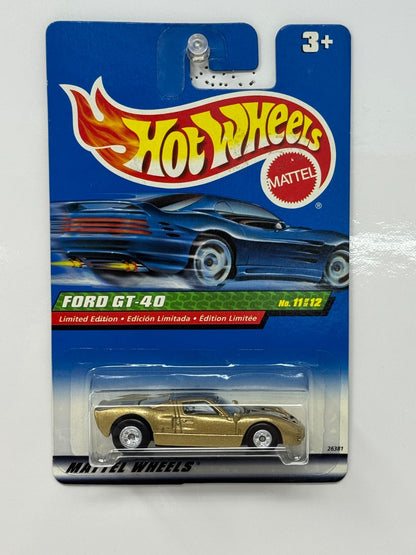 3+
HOT WHEELS
MATTEL
®
FORD GT-40
No. 11 OF 12
Limited Edition • Edición Limitada • Édition Limitée
26381
MATTEL WHEELS